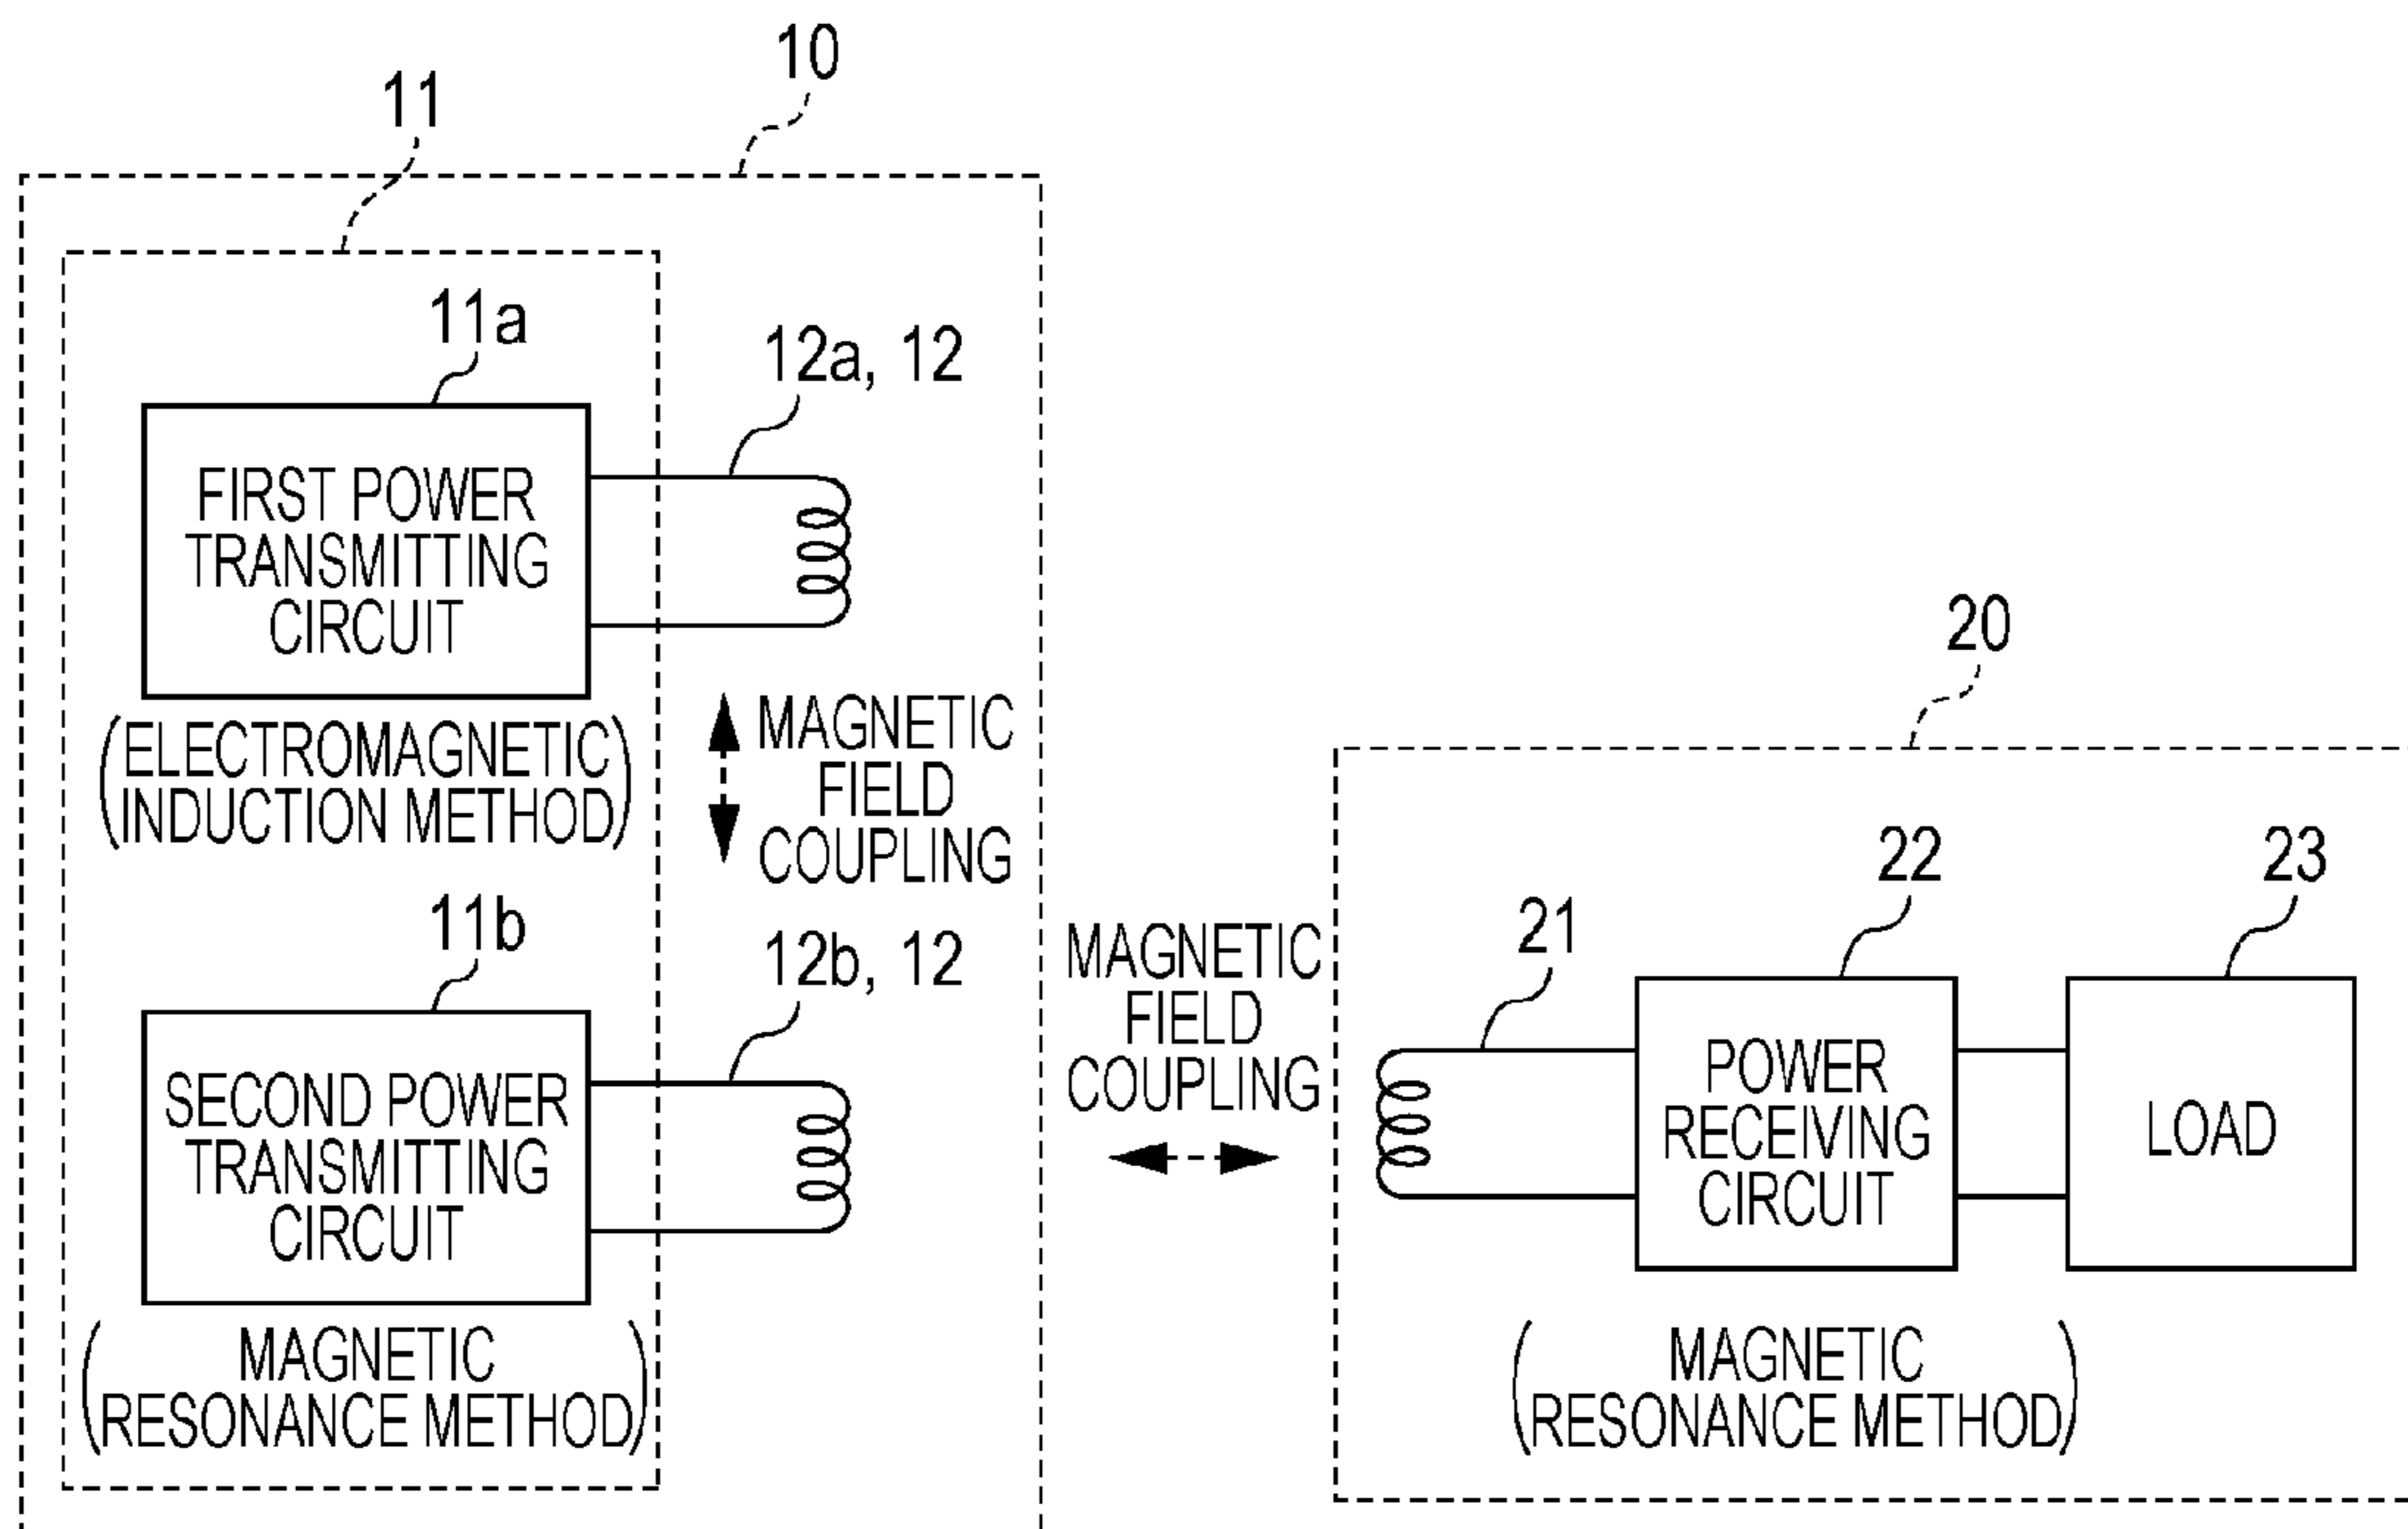 10
11
11a
12a, 12
FIRST POWER
TRANSMITTING
CIRCUIT
(ELECTROMAGNETIC
INDUCTION METHOD)
MAGNETIC
FIELD
COUPLING
11b
12b, 12
SECOND POWER
TRANSMITTING
CIRCUIT
(MAGNETIC
RESONANCE METHOD)
MAGNETIC
FIELD
COUPLING
20
21
22
23
POWER
RECEIVING
CIRCUIT
LOAD
(MAGNETIC
RESONANCE METHOD)